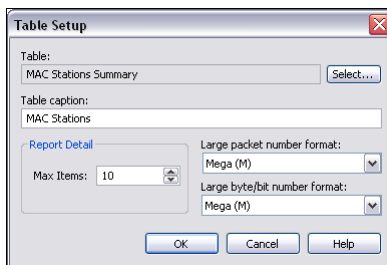 Table Setup
Table:
MAC Stations Summary
Select...
Table caption:
MAC Stations
Report Detail
Max Items: 10
Large packet number format:
Mega (M)
Large byte/bit number format:
Mega (M)
OK Cancel Help